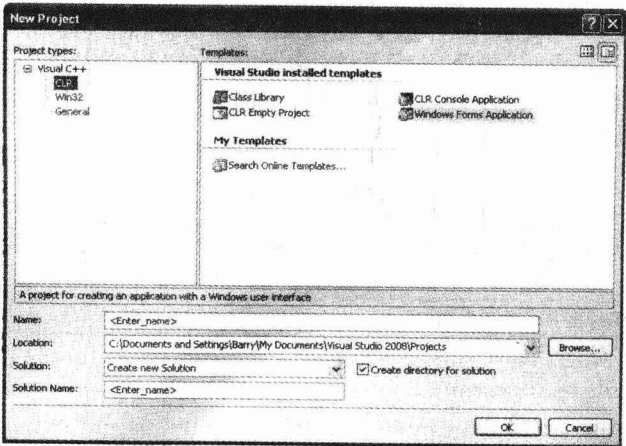 New Project
Project types:
Templates:
Visual C++
CLR
Win32
General
Visual Studio installed templates
Class Library
CLR Console Application
CLR Empty Project
Windows Forms Application
My Templates
Search Online Templates...
A project for creating an application with a Windows user interface
Name:
<Enter_name>
Location:
C:\Documents and Settings\Barry\My Documents\Visual Studio 2008\Projects
Browse...
Solution:
Create new Solution
Create directory for solution
Solution Name:
<Enter_name>
OK
Cancel